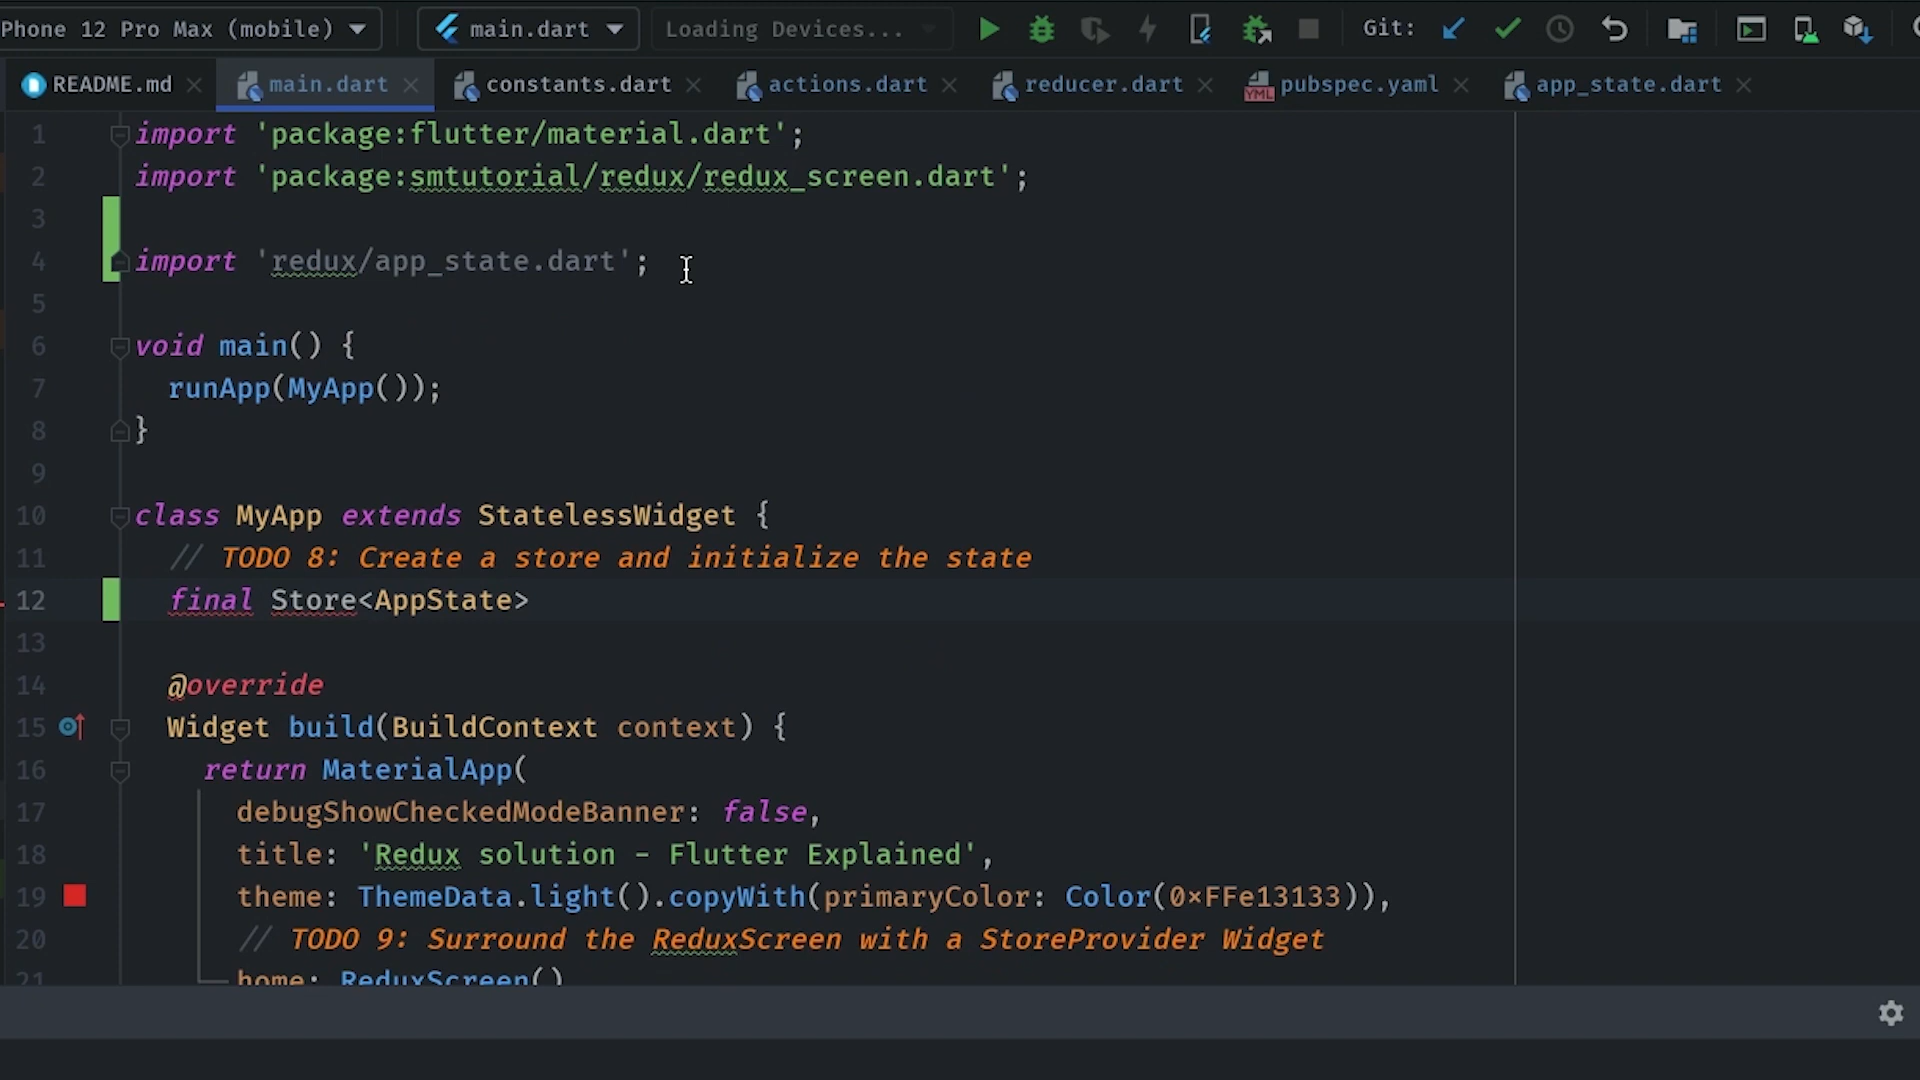 Phone 12 Pro Max (mobile) main.dart Loading Devices... Git:
README.md main.dart constants.dart actions.dart reducer.dart pubspec.yaml app_state.dart
1 import 'package:flutter/material.dart';
2 import 'package:smtutorial/redux/redux_screen.dart';
3
4 import 'redux/app_state.dart';
5
6 void main() {
7 runApp(MyApp());
8 }
9
10 class MyApp extends StatelessWidget {
11 // TODO 8: Create a store and initialize the state
12 final Store<AppState>
13
14 @override
15 Widget build(BuildContext context) {
16 return MaterialApp(
17 debugShowCheckedModeBanner: false,
18 title: 'Redux solution - Flutter Explained',
19 theme: ThemeData.light().copyWith(primaryColor: Color(0×FFe13133)),
20 // TODO 9: Surround the ReduxScreen with a StoreProvider Widget
21 home: ReduxScreen()